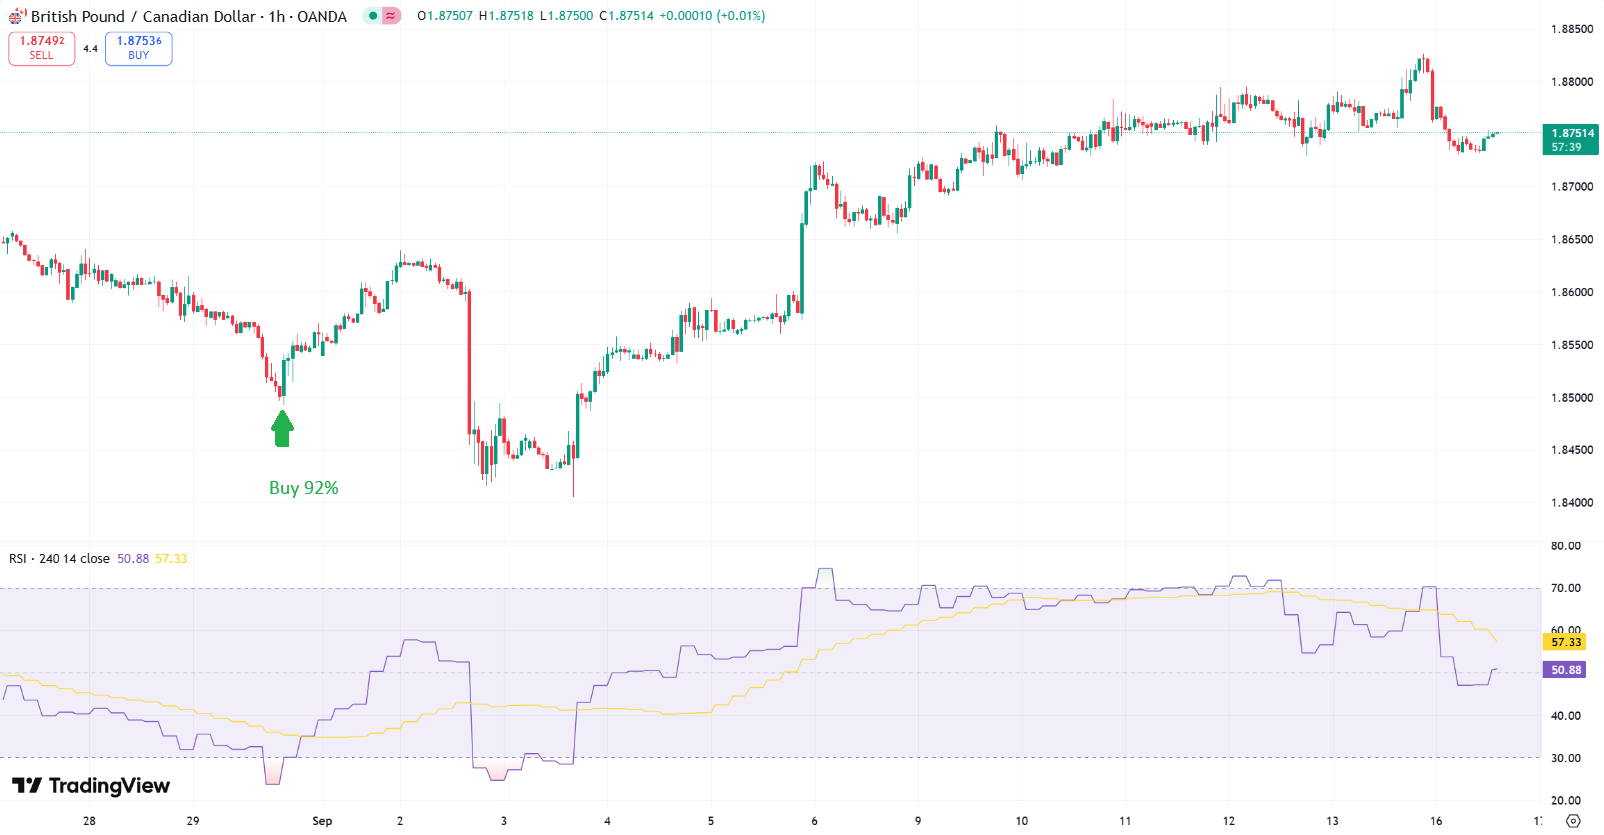 British Pound / Canadian Dollar · 1h · OANDA
O1.87507 H1.87518 L1.87500 C1.87514 +0.00010 (+0.01%)
1.87492
SELL
4.4
1.87536
BUY
1.88500
1.88000
1.87514
57:39
1.87000
1.86500
1.86000
1.85500
1.85000
1.84500
1.84000
Buy 92%
RSI · 240 14 close 50.88 57.33
80.00
70.00
60.00
57.33
50.88
40.00
30.00
20.00
TradingView
28 29 Sep 2 3 4 5 6 8 9 10 11 12 13 16